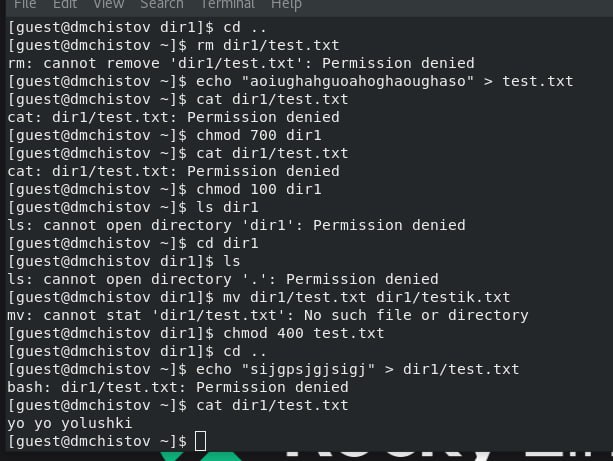 File Edit View Search Terminal Help
[guest@dmchistov dir1]$ cd ..
[guest@dmchistov ~]$ rm dir1/test.txt
rm: cannot remove 'dir1/test.txt': Permission denied
[guest@dmchistov ~]$ echo "aoiughahguoahoghaoughaso" > test.txt
[guest@dmchistov ~]$ cat dir1/test.txt
cat: dir1/test.txt: Permission denied
[guest@dmchistov ~]$ chmod 700 dir1
[guest@dmchistov ~]$ cat dir1/test.txt
cat: dir1/test.txt: Permission denied
[guest@dmchistov ~]$ chmod 100 dir1
[guest@dmchistov ~]$ ls dir1
ls: cannot open directory 'dir1': Permission denied
[guest@dmchistov ~]$ cd dir1
[guest@dmchistov dir1]$ ls
ls: cannot open directory '.': Permission denied
[guest@dmchistov dir1]$ mv dir1/test.txt dir1/testik.txt
mv: cannot stat 'dir1/test.txt': No such file or directory
[guest@dmchistov dir1]$ chmod 400 test.txt
[guest@dmchistov dir1]$ cd ..
[guest@dmchistov ~]$ echo "sijgpsjgjsigj" > dir1/test.txt
bash: dir1/test.txt: Permission denied
[guest@dmchistov ~]$ cat dir1/test.txt
yo yo yolushki
[guest@dmchistov ~]$